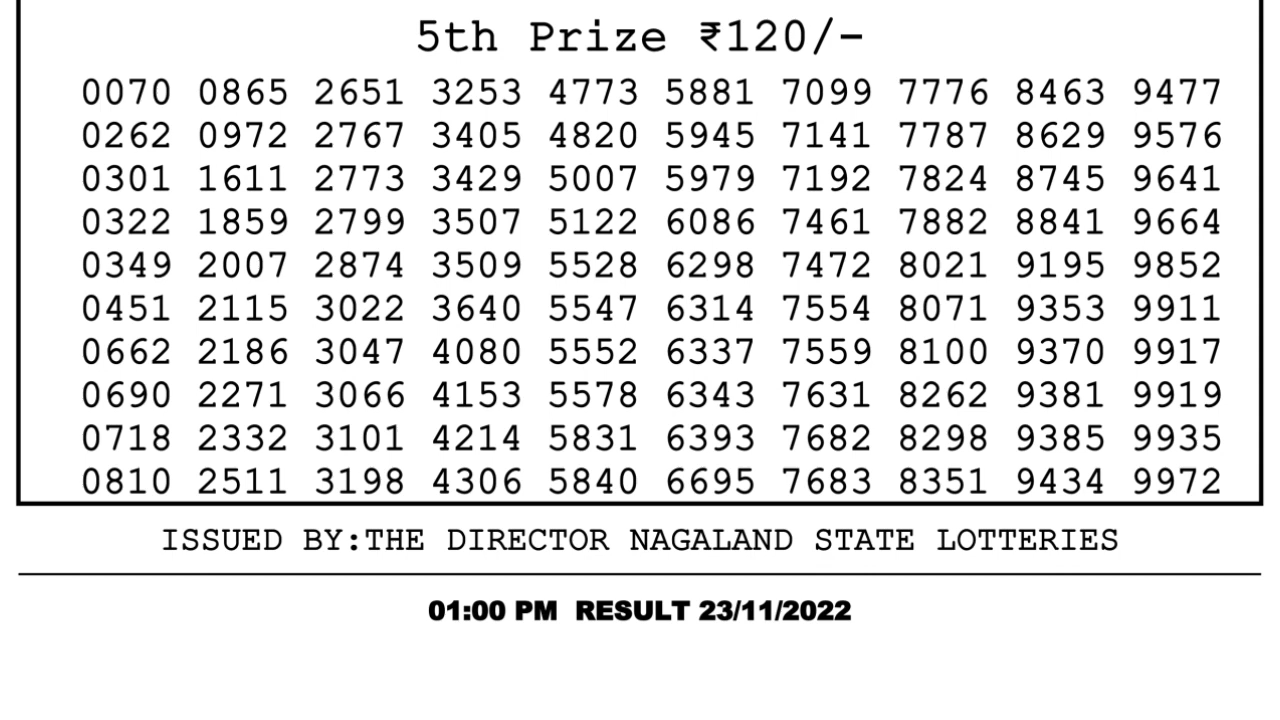 5th Prize ₹120/-
0070 0865 2651 3253 4773 5881 7099 7776 8463 9477
0262 0972 2767 3405 4820 5945 7141 7787 8629 9576
0301 1611 2773 3429 5007 5979 7192 7824 8745 9641
0322 1859 2799 3507 5122 6086 7461 7882 8841 9664
0349 2007 2874 3509 5528 6298 7472 8021 9195 9852
0451 2115 3022 3640 5547 6314 7554 8071 9353 9911
0662 2186 3047 4080 5552 6337 7559 8100 9370 9917
0690 2271 3066 4153 5578 6343 7631 8262 9381 9919
0718 2332 3101 4214 5831 6393 7682 8298 9385 9935
0810 2511 3198 4306 5840 6695 7683 8351 9434 9972
ISSUED BY:THE DIRECTOR NAGALAND STATE LOTTERIES
01:00 PM RESULT 23/11/2022